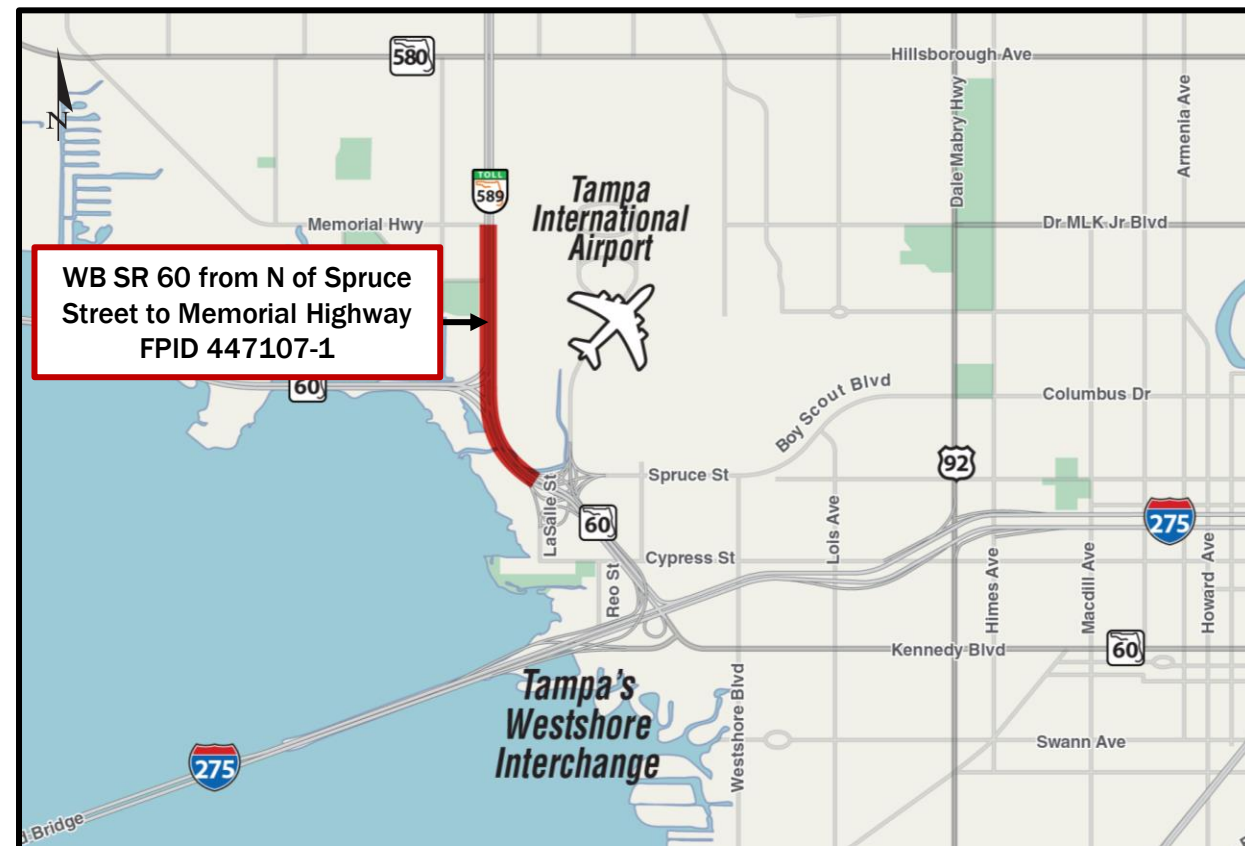 580
Hillsborough Ave
N
Dale Mabry Hwy
Armenia Ave
TOLL
589
Tampa
International
Airport
Memorial Hwy
Dr MLK Jr Blvd
WB SR 60 from N of Spruce
Street to Memorial Highway
FPID 447107-1
60
Boy Scout Blvd
Columbus Dr
92
Spruce St
LaSalle St
60
Lois Ave
275
Cypress St
Reo St
Himes Ave
Macdill Ave
Howard Ave
Kennedy Blvd
60
Tampa's
Westshore
Interchange
Westshore Blvd
Swann Ave
275
d Bridge